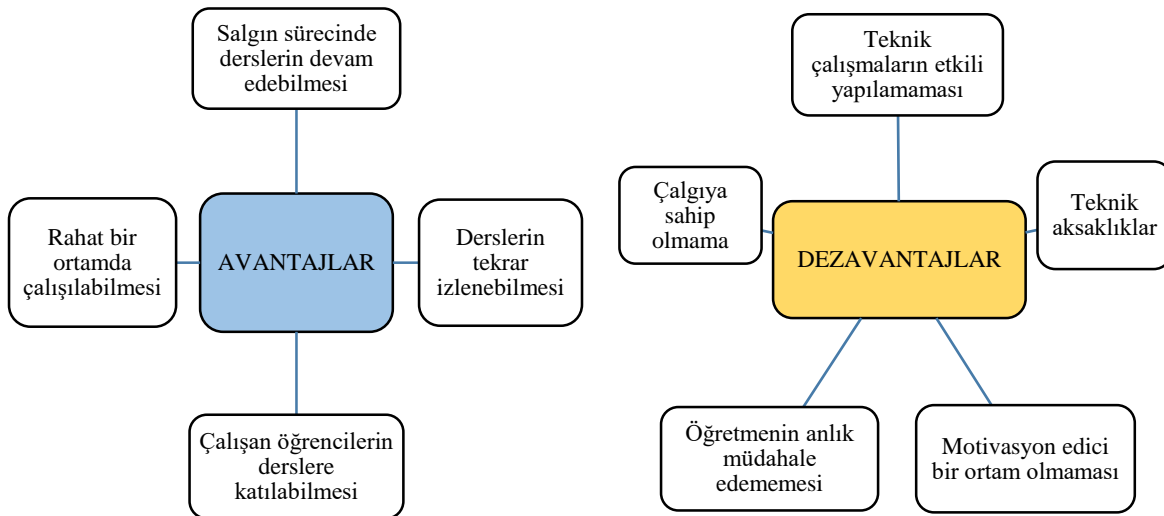 Salgın sürecinde
derslerin devam
edebilmesi
Rahat bir
ortamda
çalışılabilmesi
AVANTAJLAR
Derslerin
tekrar
izlenebilmesi
Çalışan öğrencilerin
derslere
katılabilmesi
Teknik
çalışmaların etkili
yapılamaması
Çalgıya
sahip
olmama
DEZAVANTAJLAR
Teknik
aksaklıklar
Öğretmenin anlık
müdahale
edememesi
Motivasyon edici
bir ortam olmaması